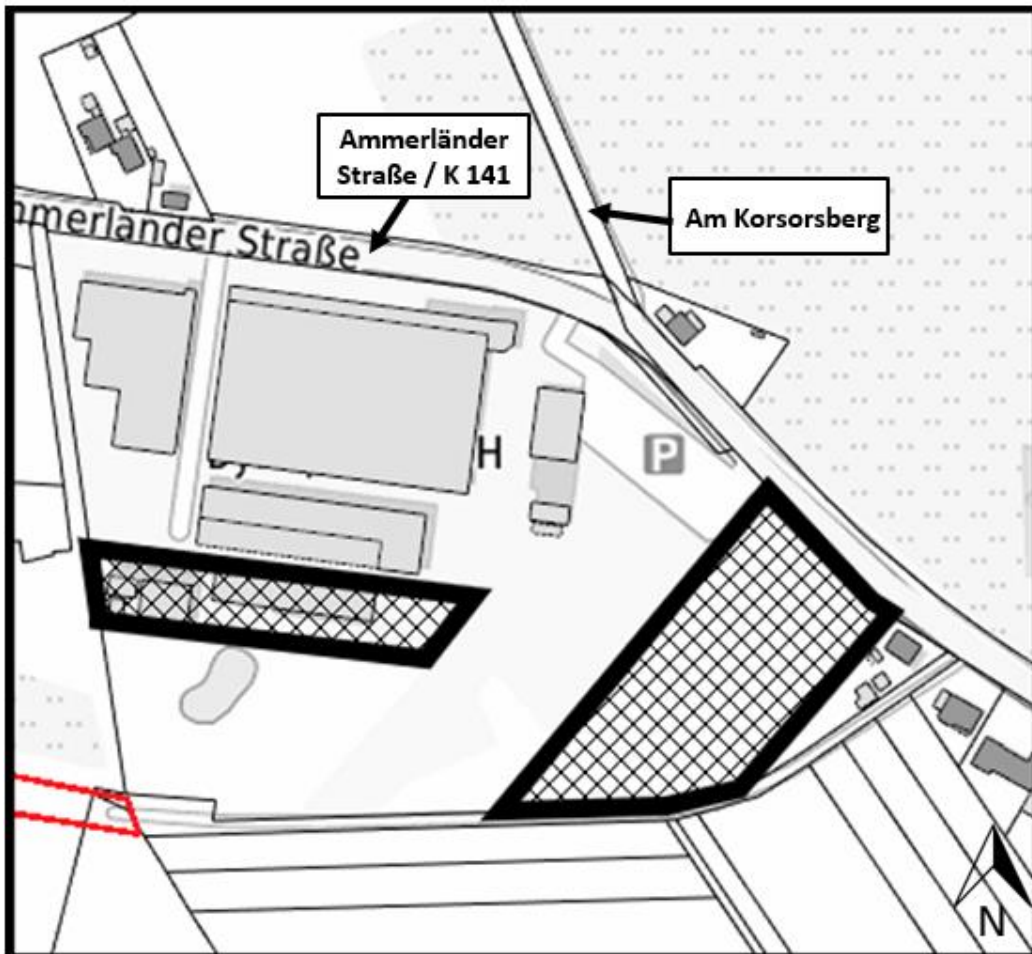 Ammerländer
Straße / K 141
Am Korsorsberg
mmerländer Straße
H
P
N